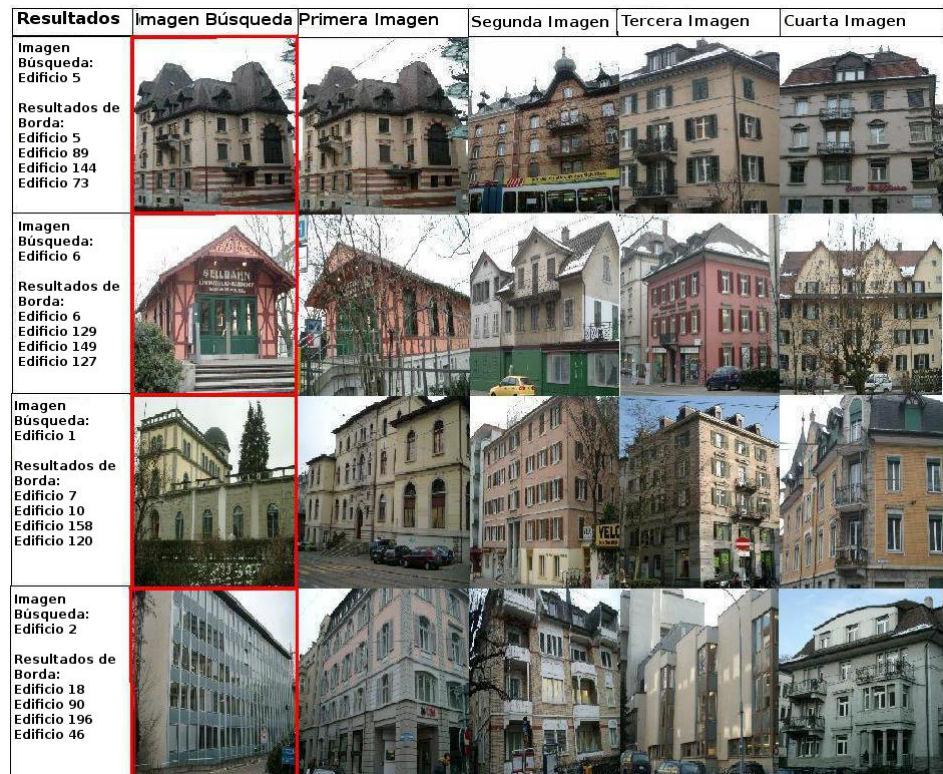 Resultados
Imagen Búsqueda
Primera Imagen
Segunda Imagen
Tercera Imagen
Cuarta Imagen
Imagen
Búsqueda:
Edificio 5
Resultados de
Borda:
Edificio 5
Edificio 89
Edificio 144
Edificio 73
Imagen
Búsqueda:
Edificio 6
Resultados de
Borda:
Edificio 6
Edificio 129
Edificio 149
Edificio 127
SEILBAHN
Imagen
Búsqueda:
Edificio 1
Resultados de
Borda:
Edificio 7
Edificio 10
Edificio 158
Edificio 120
VELO
Imagen
Búsqueda:
Edificio 2
Resultados de
Borda:
Edificio 18
Edificio 90
Edificio 196
Edificio 46